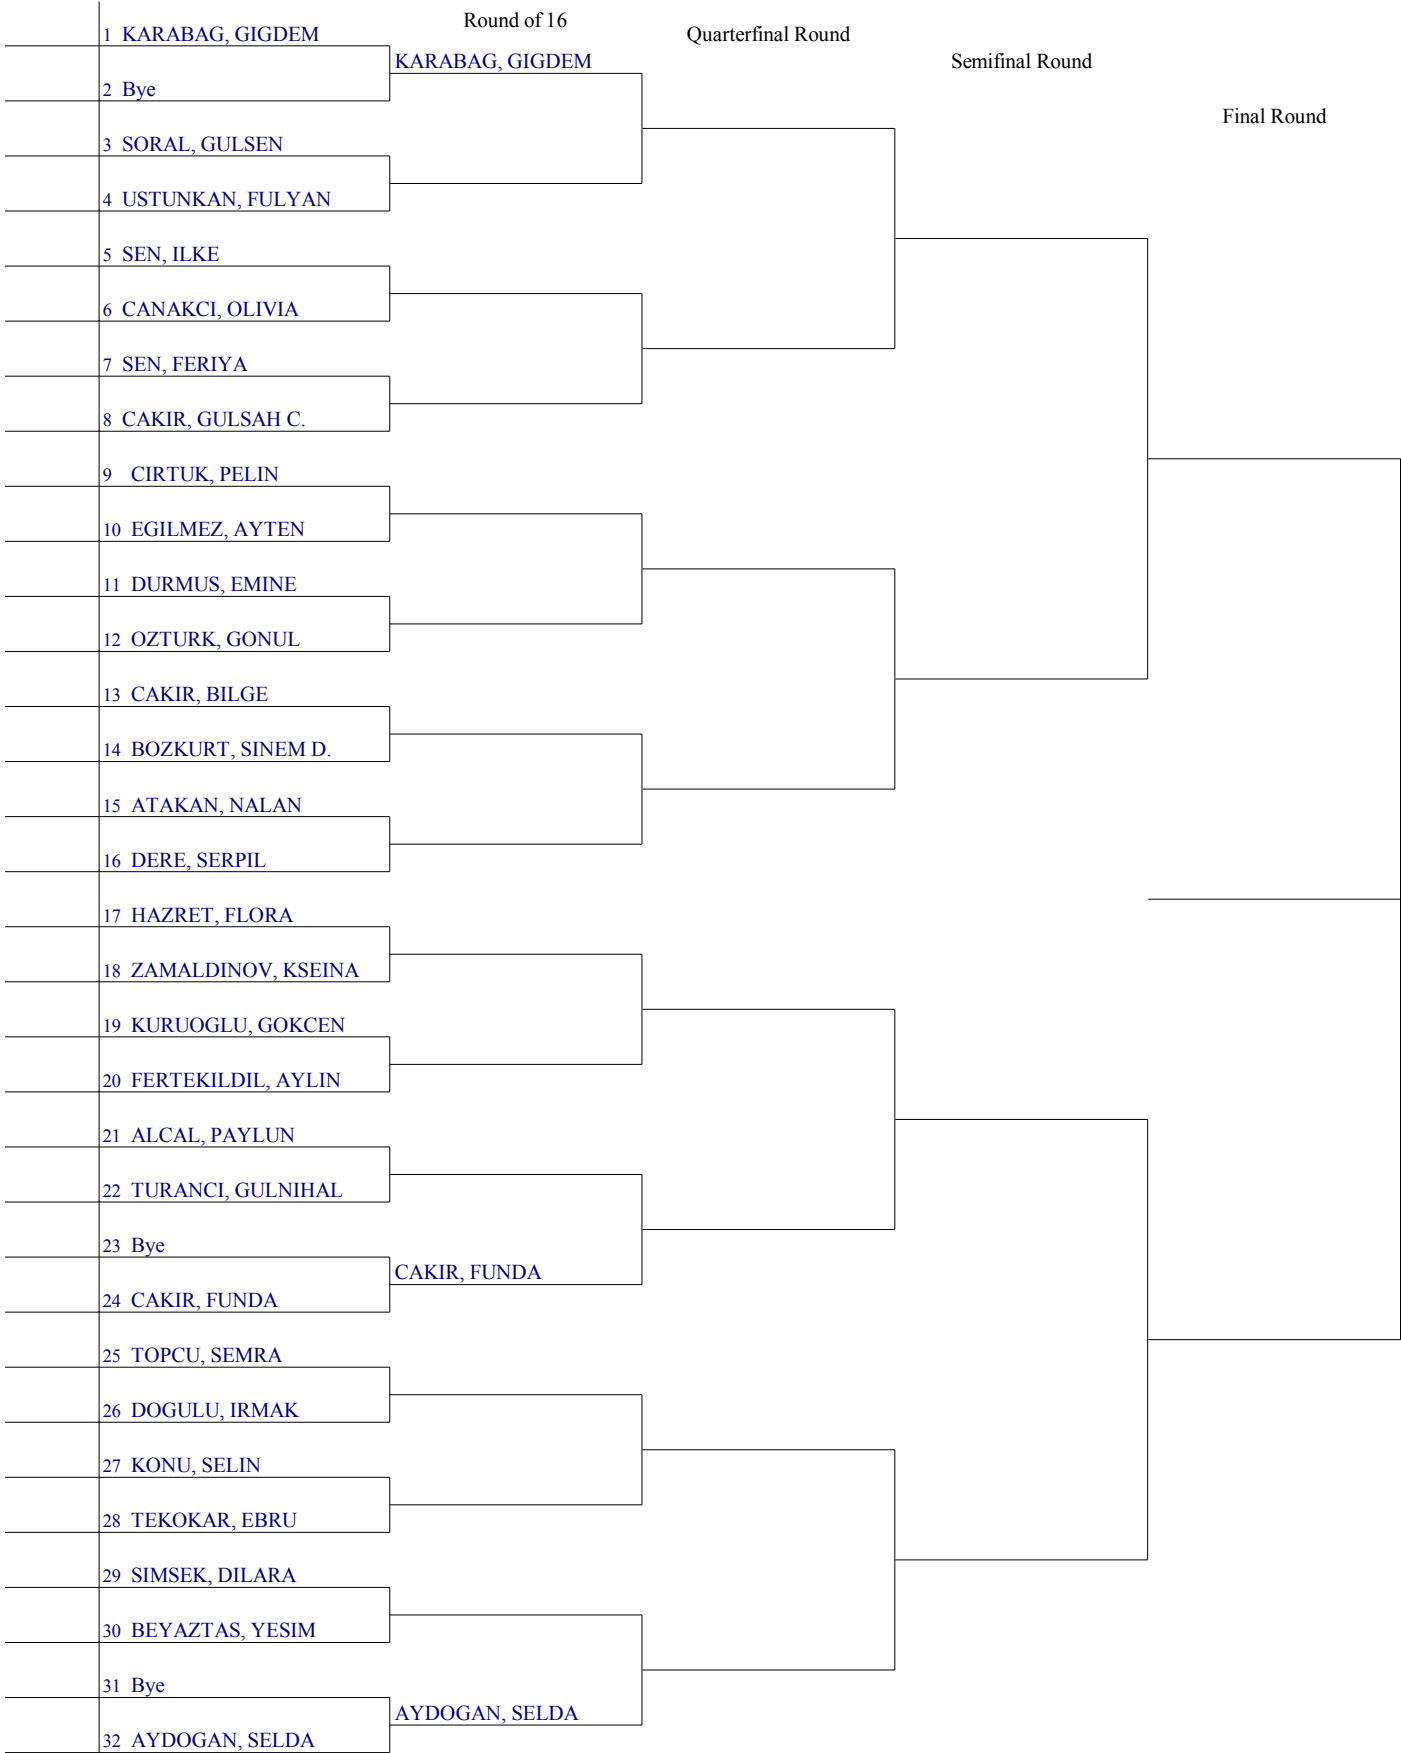 Round of 16
Quarterfinal Round
Semifinal Round
Final Round
1 KARABAG, GIGDEM
KARABAG, GIGDEM
2 Bye
3 SORAL, GULSEN
4 USTUNKAN, FULYAN
5 SEN, ILKE
6 CANAKCI, OLIVIA
7 SEN, FERIYA
8 CAKIR, GULSAH C.
9 CIRTUK, PELIN
10 EGILMEZ, AYTEN
11 DURMUS, EMINE
12 OZTURK, GONUL
13 CAKIR, BILGE
14 BOZKURT, SINEM D.
15 ATAKAN, NALAN
16 DERE, SERPIL
17 HAZRET, FLORA
18 ZAMALDINOV, KSEINA
19 KURUOGLU, GOKCEN
20 FERTEKILDIL, AYLIN
21 ALCAL, PAYLUN
22 TURANCI, GULNIHAL
23 Bye
CAKIR, FUNDA
24 CAKIR, FUNDA
25 TOPCU, SEMRA
26 DOGULU, IRMAK
27 KONU, SELIN
28 TEKOKAR, EBRU
29 SIMSEK, DILARA
30 BEYAZTAS, YESIM
31 Bye
AYDOGAN, SELDA
32 AYDOGAN, SELDA